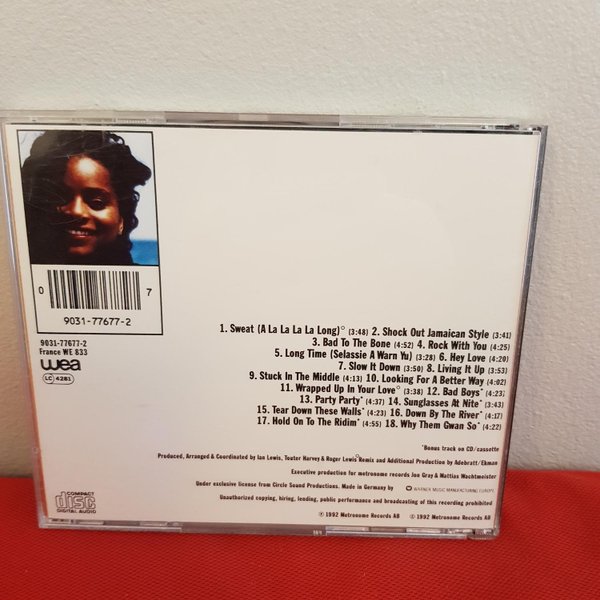 0 7
9031-77677-2
9031-77677-2
France WE 833
wea
LC 4281
1. Sweat (A La La La La Long)° (3:48) 2. Shock Out Jamaican Style (3:41)
3. Bad To The Bone (4:52) 4. Rock With You (4:25)
5. Long Time (Selassie A Warn Yu) (3:28) 6. Hey Love (4:20)
7. Slow It Down (3:50) 8. Living It Up (3:53)
9. Stuck In The Middle (4:13) 10. Looking For A Better Way (4:02)
11. Wrapped Up In Your Love° (3:38) 12. Bad Boys* (3:23)
13. Party Party* (4:37) 14. Sunglasses At Nite* (3:43)
15. Tear Down These Walls* (4:23) 16. Down By The River* (4:17)
17. Hold On To The Ridim* (4:55) 18. Why Them Gwan So* (4:22)
*Bonus track on CD/cassette
Produced, Arranged & Coordinated by Ian Lewis, Touter Harvey & Roger Lewis °Remix and Additional Production by Adebratt/Ekman
Executive production for metronome records Jon Gray & Mattias Wachtmeister
Under exclusive license from Circle Sound Productions. Made in Germany by WARNER MUSIC MANUFACTURING EUROPE
Unauthorized copying, hiring, lending, public performance and broadcasting of this recording prohibited
℗ 1992 Metronome Records AB © 1992 Metronome Records AB
COMPACT
disc
DIGITAL AUDIO